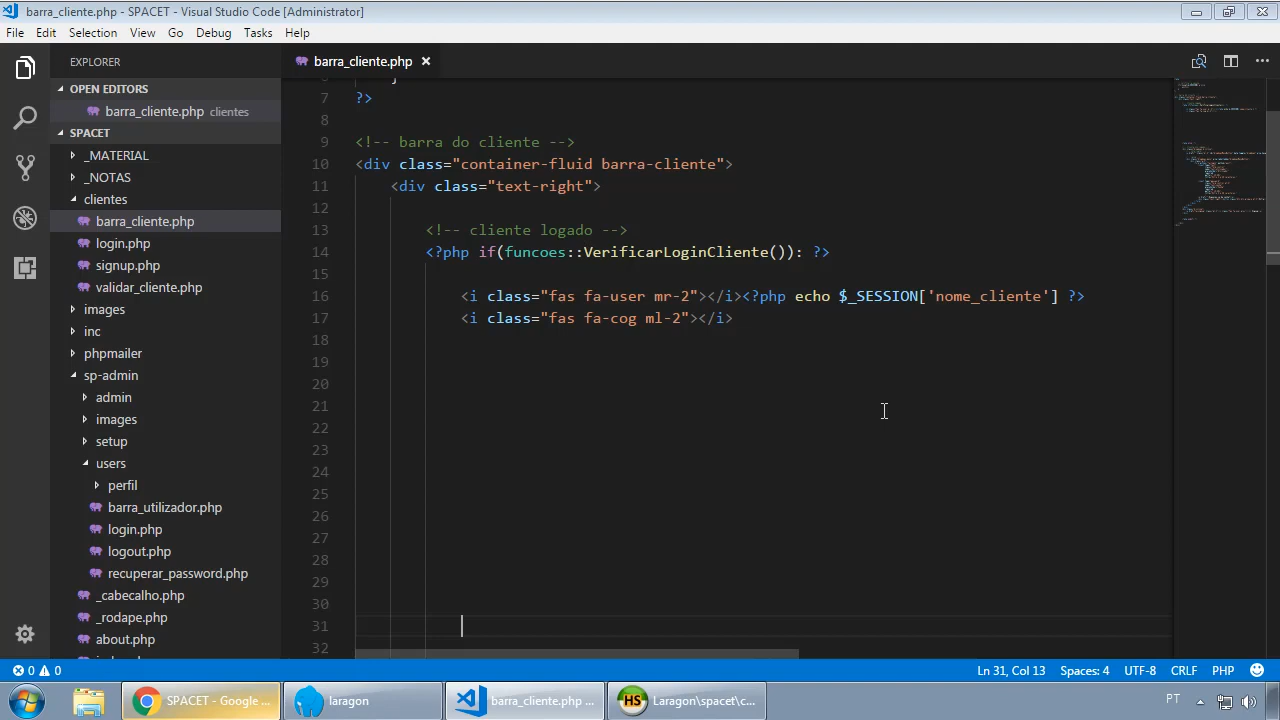 barra_cliente.php - SPACET - Visual Studio Code [Administrator]
File Edit Selection View Go Debug Tasks Help
EXPLORER
OPEN EDITORS
barra_cliente.php clientes
SPACET
_MATERIAL
_NOTAS
clientes
barra_cliente.php
login.php
signup.php
validar_cliente.php
images
inc
phpmailer
sp-admin
admin
images
setup
users
perfil
barra_utilizador.php
login.php
logout.php
recuperar_password.php
_cabecalho.php
_rodape.php
about.php
barra_cliente.php
7 ?>
8
9 <!-- barra do cliente -->
10 <div class="container-fluid barra-cliente">
11 <div class="text-right">
12
13 <!-- cliente logado -->
14 <?php if(funcoes::VerificarLoginCliente()): ?>
15
16 <i class="fas fa-user mr-2"></i><?php echo $_SESSION['nome_cliente'] ?>
17 <i class="fas fa-cog ml-2"></i>
18
19
20
21
22
23
24
25
26
27
28
29
30
31
32
0 0 Ln 31, Col 13 Spaces: 4 UTF-8 CRLF PHP
SPACET - Google ... laragon barra_cliente.php ... HS Laragon\spacet\c... PT